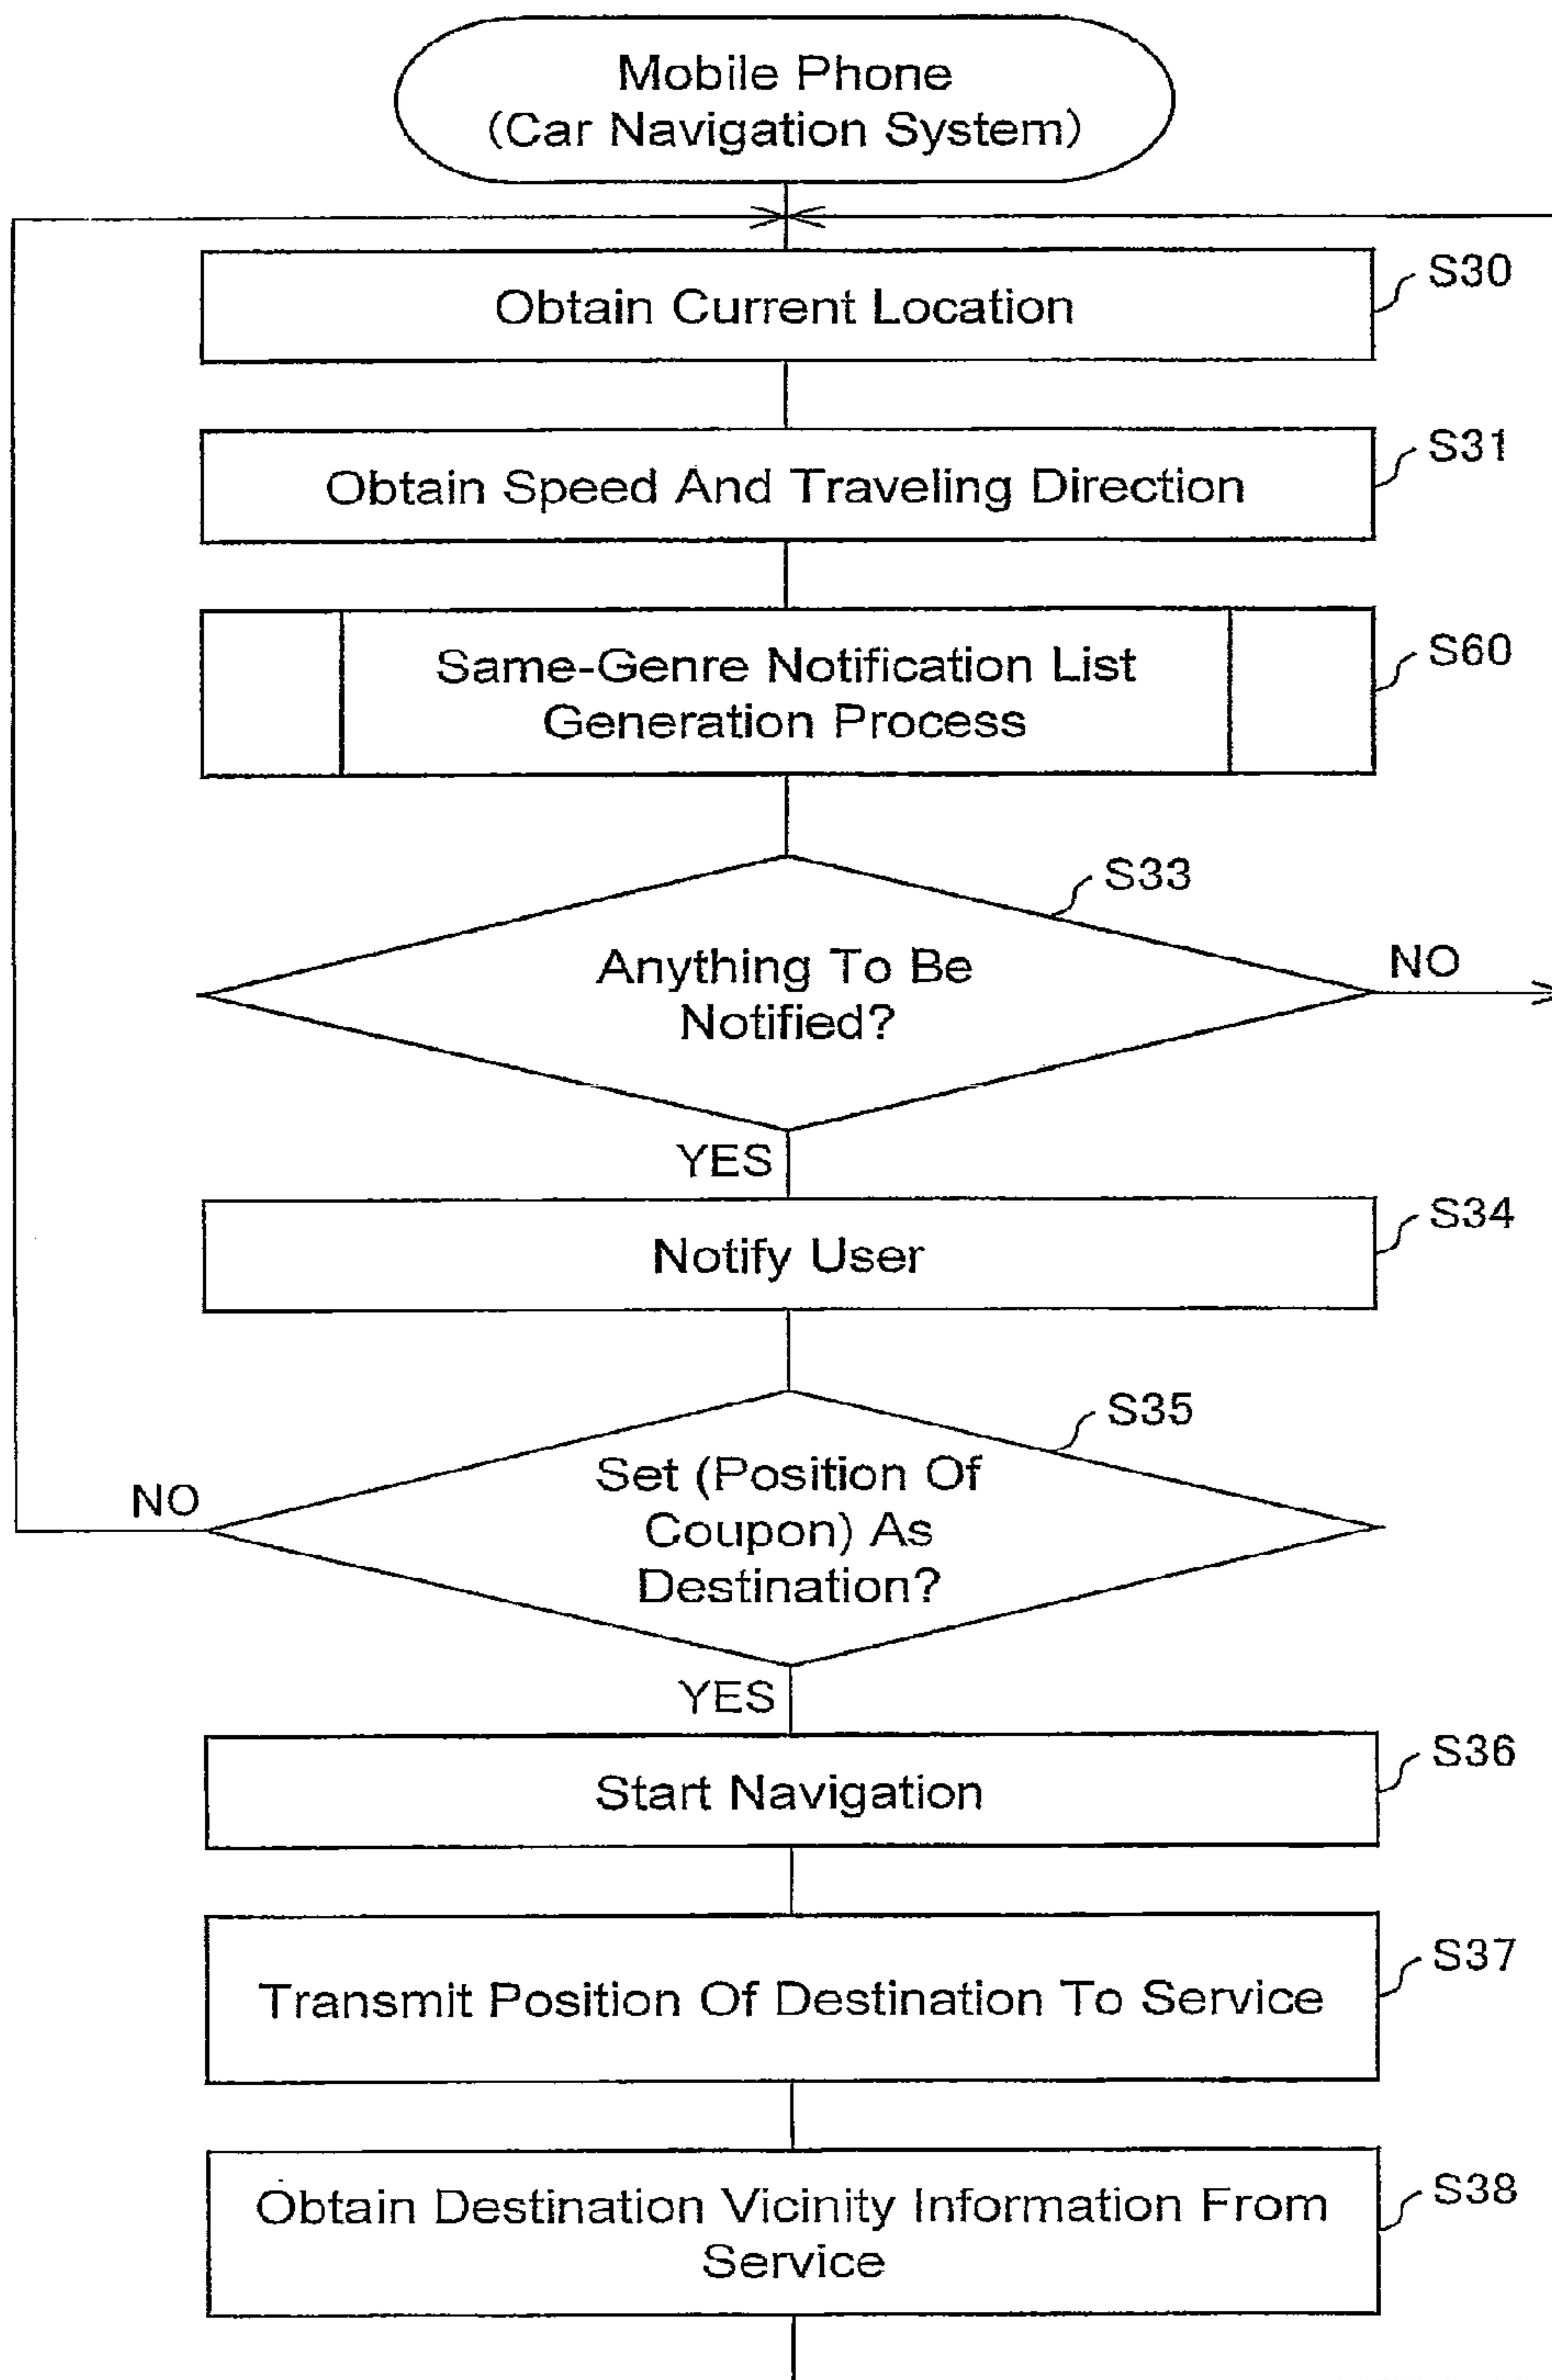 Mobile Phone
(Car Navigation System)
S30
Obtain Current Location
S31
Obtain Speed And Traveling Direction
S60
Same-Genre Notification List
Generation Process
S33
Anything To Be
Notified?
NO
YES
S34
Notify User
S35
Set (Position Of
Coupon) As
Destination?
NO
YES
S36
Start Navigation
S37
Transmit Position Of Destination To Service
S38
Obtain Destination Vicinity Information From
Service